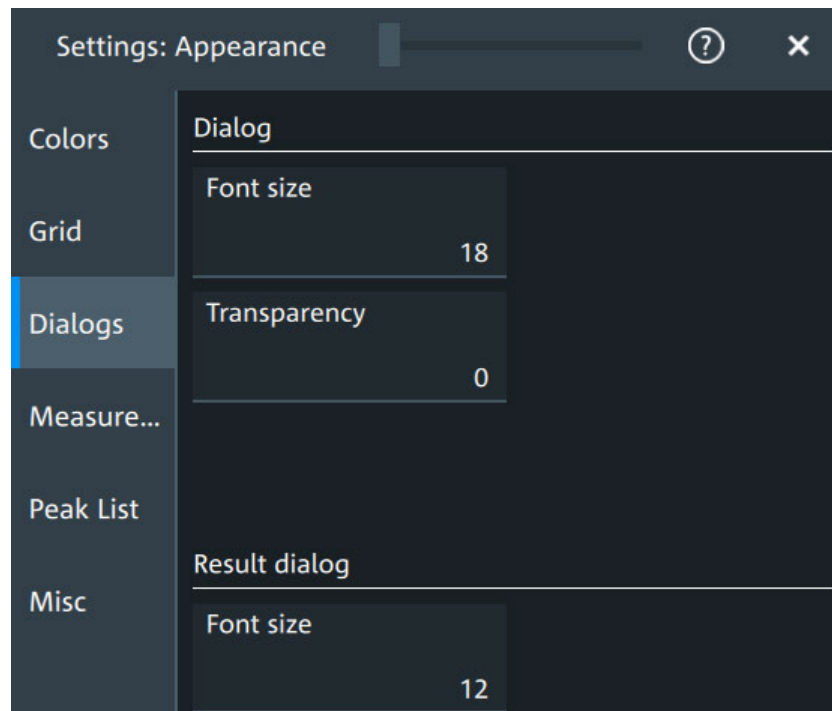 Settings: Appearance
?
×
Colors
Grid
Dialogs
Measure...
Peak List
Misc
Dialog
Font size
18
Transparency
0
Result dialog
Font size
12